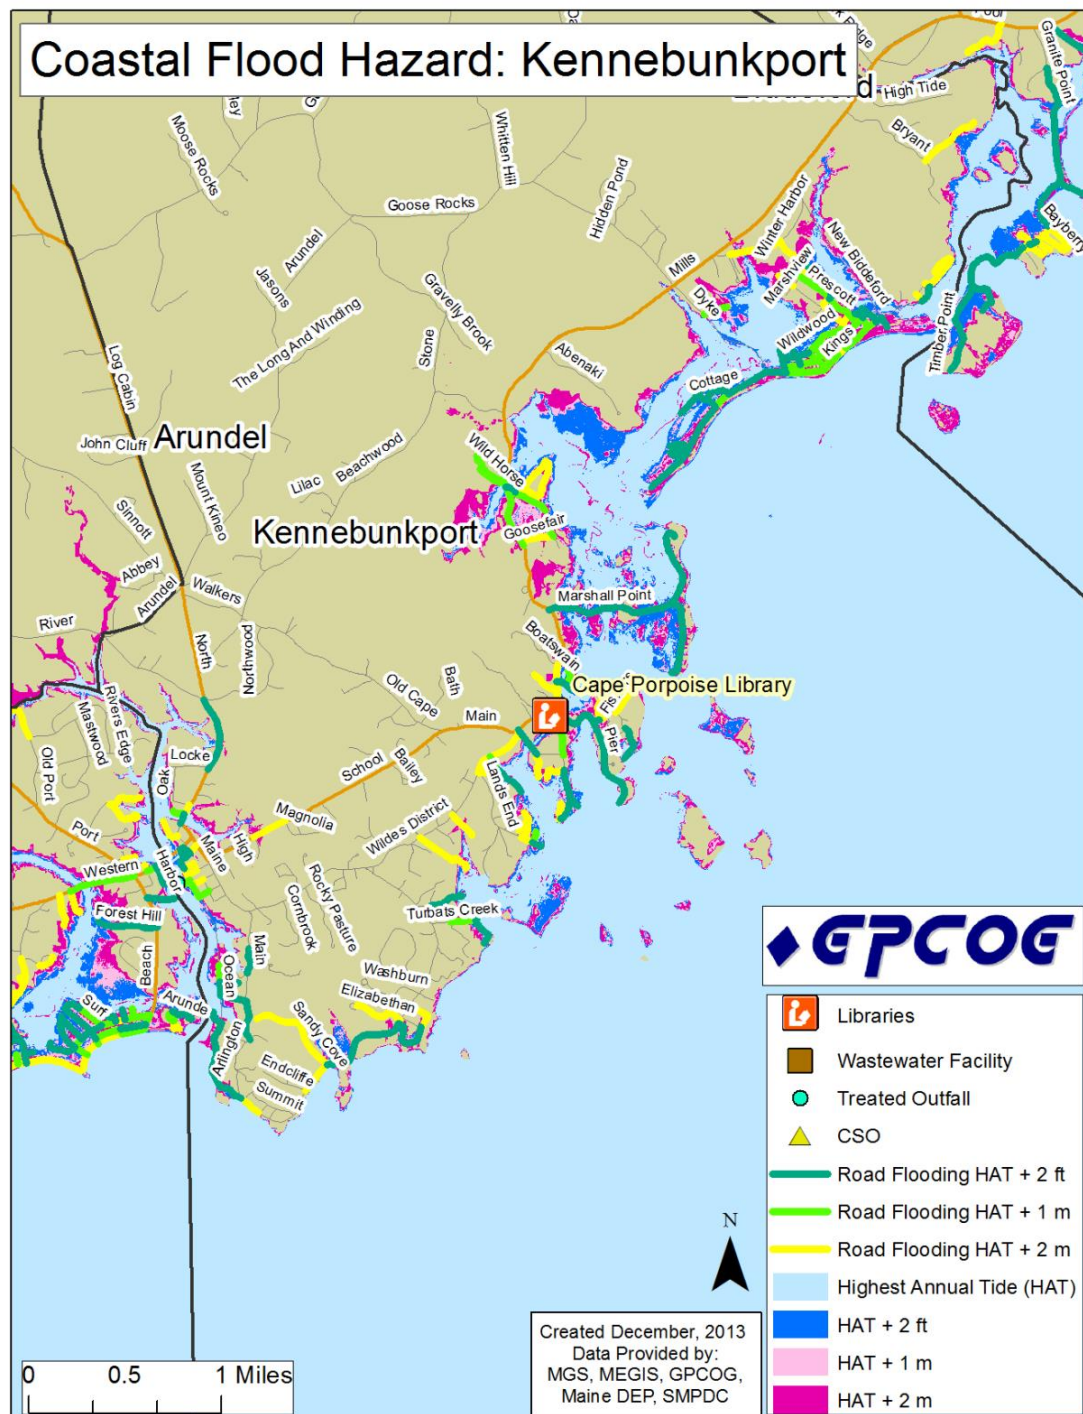 Coastal Flood Hazard: Kennebunkport
Pool
Granite Point
High Tide
Bryant
Moose Rocks
Whitten Hill
Hidden Pond
Goose Rocks
Winter Harbor
New Biddeford
Bayberry
Arundel
Jasons
Mills
Marshview
Prescott
Gravelly Brook
Dyke
Wildwood
Kings
Timber Point
The Long And Winding
Stone
Abenaki
Log Cabin
Cottage
John Cluff
Arundel
Beachwood
Wild Horse
Lilac
Mount Kineo
Sinnott
Kennebunkport
Goosefair
Abbey
Arundel
Walkers
Marshall Point
River
North
Northwood
Boatswain
Bath
Old Cape
Cape Porpoise Library
Rivers Edge
Mastwood
Main
Pier
Old Port
Locke
Oak
School
Bailey
Lands End
Magnolia
Port
Maine
High
Wildes District
Western
Harbor
Rocky Pasture
Cornbrook
Forest Hill
Turbats Creek
Main
Beach
Ocean
Washburn
Elizabethan
Surf
Arunde
Sandy Cove
Arlington
Endcliffe
Summit
GPCOG
Libraries
Wastewater Facility
Treated Outfall
CSO
Road Flooding HAT + 2 ft
Road Flooding HAT + 1 m
Road Flooding HAT + 2 m
Highest Annual Tide (HAT)
HAT + 2 ft
HAT + 1 m
HAT + 2 m
N
Created December, 2013
Data Provided by:
MGS, MEGIS, GPCOG,
Maine DEP, SMPDC
0 0.5 1 Miles